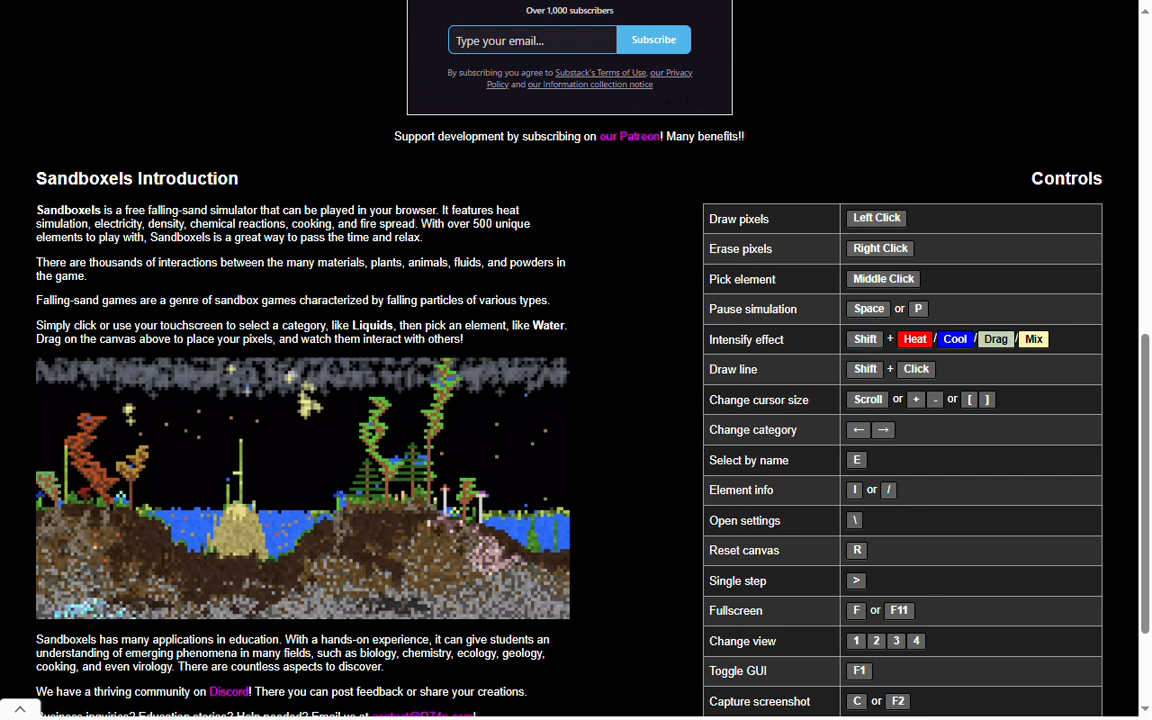 Over 1,000 subscribers
Type your email...
Subscribe
By subscribing you agree to Substack's Terms of Use, our Privacy
Policy and our Information collection notice
Support development by subscribing on our Patreon! Many benefits!!
Sandboxels Introduction
Sandboxels is a free falling-sand simulator that can be played in your browser. It features heat
simulation, electricity, density, chemical reactions, cooking, and fire spread. With over 500 unique
elements to play with, Sandboxels is a great way to pass the time and relax.
There are thousands of interactions between the many materials, plants, animals, fluids, and powders in
the game.
Falling-sand games are a genre of sandbox games characterized by falling particles of various types.
Simply click or use your touchscreen to select a category, like Liquids, then pick an element, like Water.
Drag on the canvas above to place your pixels, and watch them interact with others!
Sandboxels has many applications in education. With a hands-on experience, it can give students an
understanding of emerging phenomena in many fields, such as biology, chemistry, ecology, geology,
cooking, and even virology. There are countless aspects to discover.
We have a thriving community on Discord! There you can post feedback or share your creations.
Business inquiries? Education stories? Help needed? Email us at contact@R74n.com!
Controls
Draw pixels Left Click
Erase pixels Right Click
Pick element Middle Click
Pause simulation Space or P
Intensify effect Shift + Heat / Cool / Drag / Mix
Draw line Shift + Click
Change cursor size Scroll or + - or [ ]
Change category ← →
Select by name E
Element info I or /
Open settings \
Reset canvas R
Single step >
Fullscreen F or F11
Change view 1 2 3 4
Toggle GUI F1
Capture screenshot C or F2